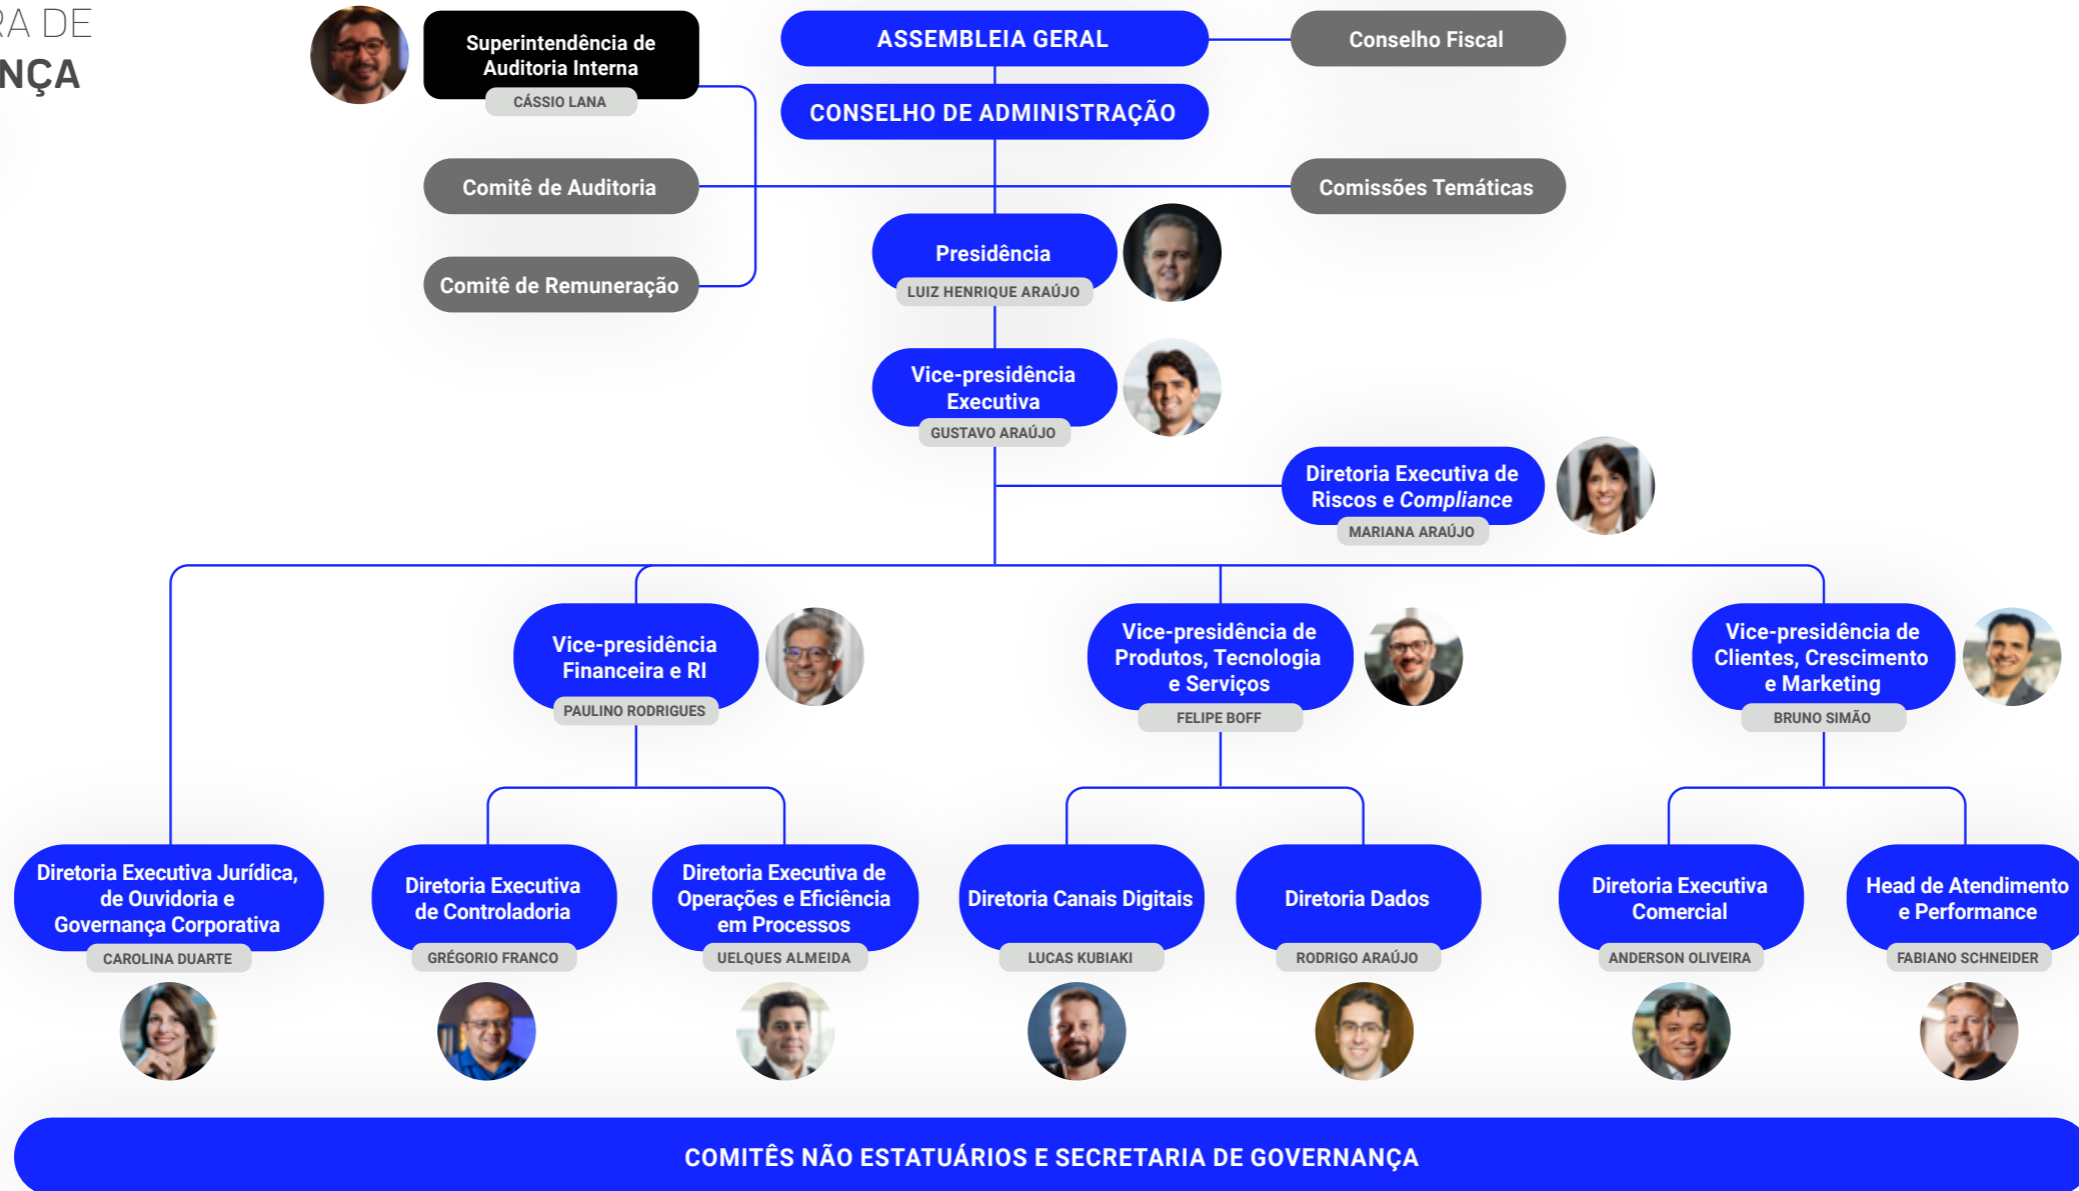 RA DE
NÇA
Superintendência de
Auditoria Interna
CÁSSIO LANA
ASSEMBLEIA GERAL
Conselho Fiscal
CONSELHO DE ADMINISTRAÇÃO
Comitê de Auditoria
Comissões Temáticas
Comitê de Remuneração
Presidência
LUIZ HENRIQUE ARAÚJO
Vice-presidência
Executiva
GUSTAVO ARAÚJO
Diretoria Executiva de
Riscos e Compliance
MARIANA ARAÚJO
Vice-presidência
Financeira e RI
PAULINO RODRIGUES
Vice-presidência de
Produtos, Tecnologia
e Serviços
FELIPE BOFF
Vice-presidência de
Clientes, Crescimento
e Marketing
BRUNO SIMÃO
Diretoria Executiva Jurídica,
de Ouvidoria e
Governança Corporativa
CAROLINA DUARTE
Diretoria Executiva
de Controladoria
GRÉGORIO FRANCO
Diretoria Executiva de
Operações e Eficiência
em Processos
UELQUES ALMEIDA
Diretoria Canais Digitais
LUCAS KUBIAKI
Diretoria Dados
RODRIGO ARAÚJO
Diretoria Executiva
Comercial
ANDERSON OLIVEIRA
Head de Atendimento
e Performance
FABIANO SCHNEIDER
COMITÊS NÃO ESTATUÁRIOS E SECRETARIA DE GOVERNANÇA